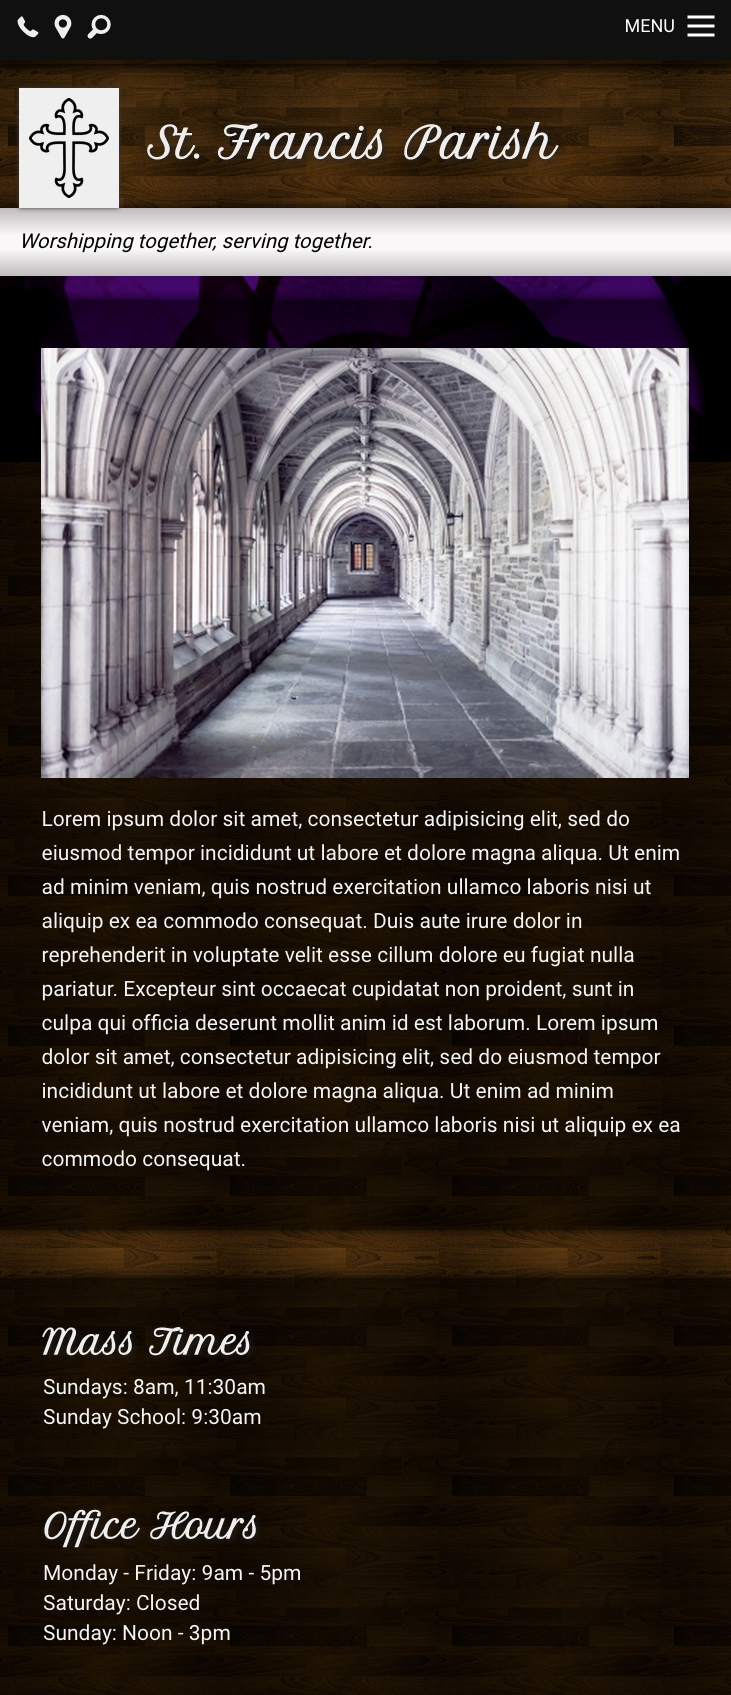 MENU
St. Francis Parish
Worshipping together, serving together.
Lorem ipsum dolor sit amet, consectetur adipisicing elit, sed do
eiusmod tempor incididunt ut labore et dolore magna aliqua. Ut enim
ad minim veniam, quis nostrud exercitation ullamco laboris nisi ut
aliquip ex ea commodo consequat. Duis aute irure dolor in
reprehenderit in voluptate velit esse cillum dolore eu fugiat nulla
pariatur. Excepteur sint occaecat cupidatat non proident, sunt in
culpa qui officia deserunt mollit anim id est laborum. Lorem ipsum
dolor sit amet, consectetur adipisicing elit, sed do eiusmod tempor
incididunt ut labore et dolore magna aliqua. Ut enim ad minim
veniam, quis nostrud exercitation ullamco laboris nisi ut aliquip ex ea
commodo consequat.
Mass Times
Sundays: 8am, 11:30am
Sunday School: 9:30am
Office Hours
Monday - Friday: 9am - 5pm
Saturday: Closed
Sunday: Noon - 3pm